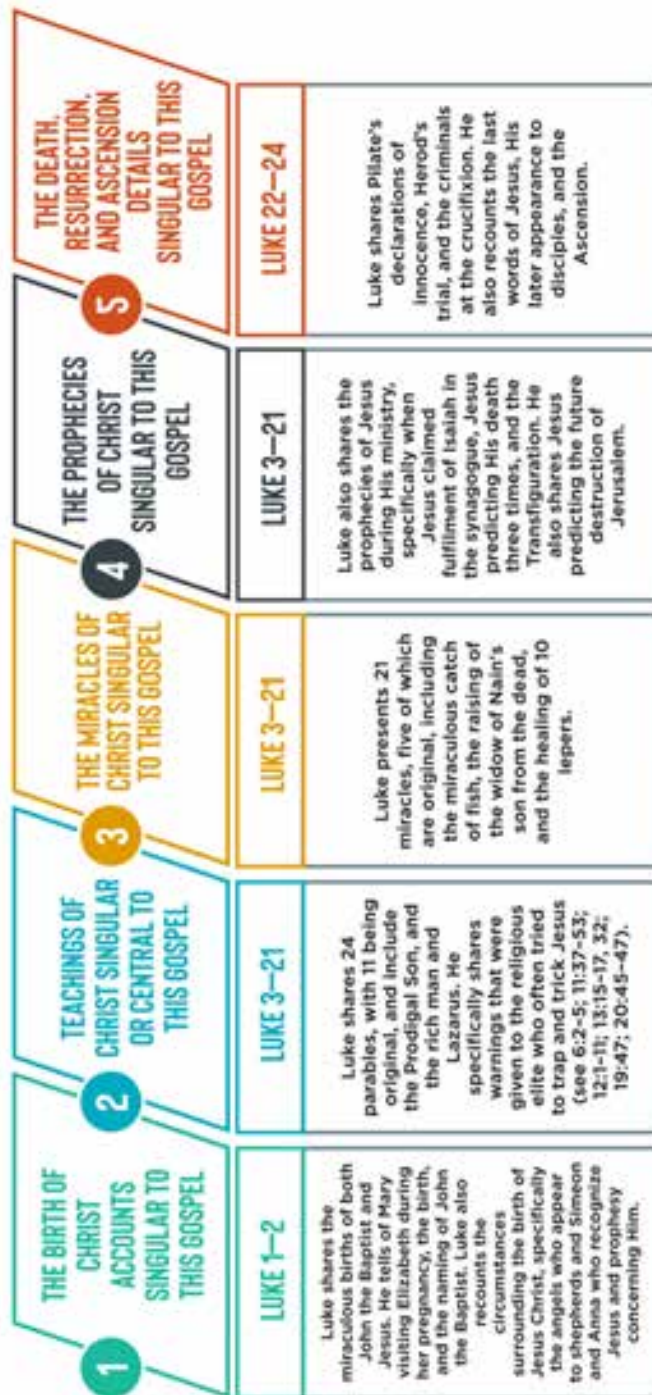 1
THE BIRTH OF
CHRIST
ACCOUNTS
SINGULAR TO
THIS GOSPEL
LUKE 1–2
Luke shares the
miraculous births of both
John the Baptist and
Jesus. He tells of Mary
visiting Elizabeth during
her pregnancy, the birth,
and the naming of John
the Baptist. Luke also
recounts the
circumstances
surrounding the birth of
Jesus Christ, specifically
the angels who appear
to shepherds and Simeon
and Anna who recognize
Jesus and prophesy
concerning Him.
2
TEACHINGS OF
CHRIST SINGULAR
OR CENTRAL TO
THIS GOSPEL
LUKE 3–21
Luke shares 24
parables, with 11 being
original, and include
the Prodigal Son, and
the rich man and
Lazarus. He
specifically shares
warnings that were
given to the religious
elite who often tried
to trap and trick Jesus
(see 6:2–5; 11:37–53;
12:1–11; 13:15–17, 32;
19:47; 20:45–47).
3
THE MIRACLES OF
CHRIST SINGULAR
TO THIS GOSPEL
LUKE 3–21
Luke presents 21
miracles, five of which
are original, including
the miraculous catch
of fish, the raising of
the widow of Nain's
son from the dead,
and the healing of 10
lepers.
4
THE PROPHECIES
OF CHRIST
SINGULAR TO THIS
GOSPEL
LUKE 3–21
Luke also shares the
prophecies of Jesus
during His ministry,
specifically when
Jesus claimed
fulfillment of Isaiah in
the synagogue, Jesus
predicting His death
three times, and the
Transfiguration. He
also shares Jesus
predicting the future
destruction of
Jerusalem.
5
THE DEATH,
RESURRECTION,
AND ASCENSION
DETAILS
SINGULAR TO THIS
GOSPEL
LUKE 22–24
Luke shares Pilate's
declarations of
innocence, Herod's
trial, and the criminals
at the crucifixion. He
also recounts the last
words of Jesus, His
later appearance to
disciples, and the
Ascension.